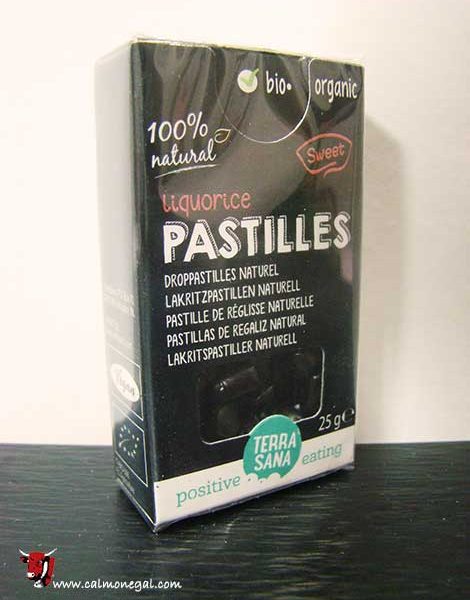 bio• organic
100%
natural
Sweet
liquorice
PASTILLES
DROPPASTILLES NATUREL
LAKRITZPASTILLEN NATURELL
PASTILLE DE RÉGLISSE NATURELLE
PASTILLAS DE REGALIZ NATURAL
LAKRITSPASTILLER NATURELL
25 g e
TERRA
SANA
positive eating
Vegan
www.calmonegal.com